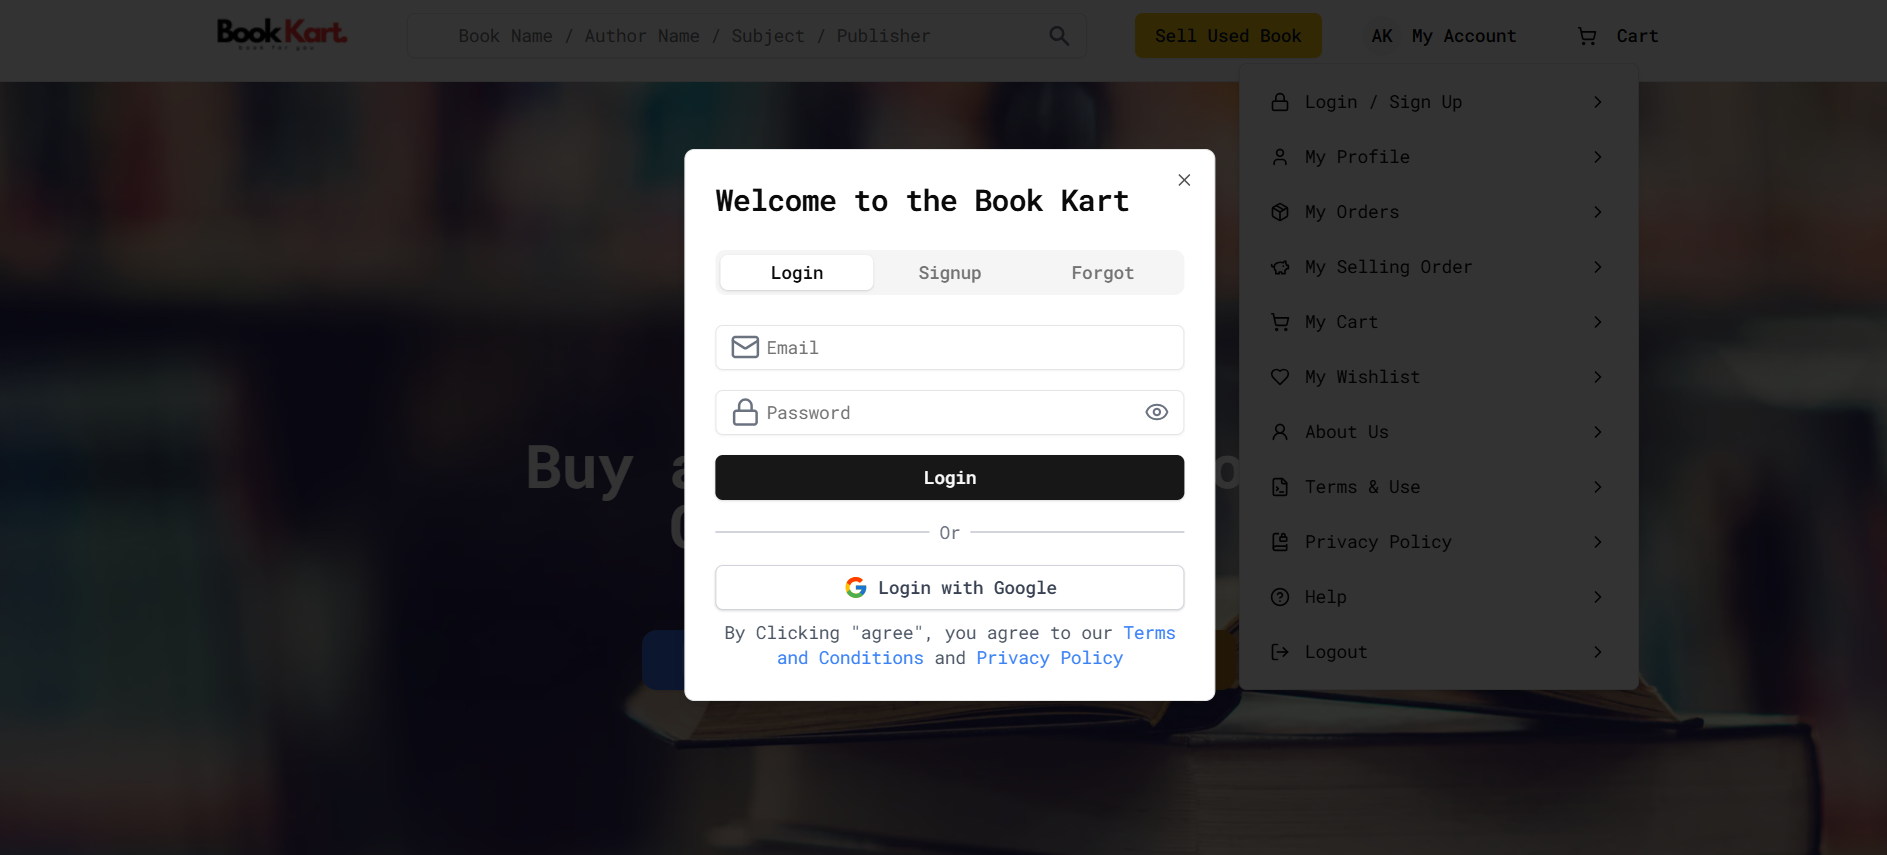 BookKart.
Book for you
Book Name / Author Name / Subject / Publisher
Sell Used Book
AK My Account
Cart
Login / Sign Up
My Profile
My Orders
My Selling Order
My Cart
My Wishlist
About Us
Terms & Use
Privacy Policy
Help
Logout
Buy
Welcome to the Book Kart
Login Signup Forgot
Email
Password
Login
Or
Login with Google
By Clicking "agree", you agree to our Terms
and Conditions and Privacy Policy